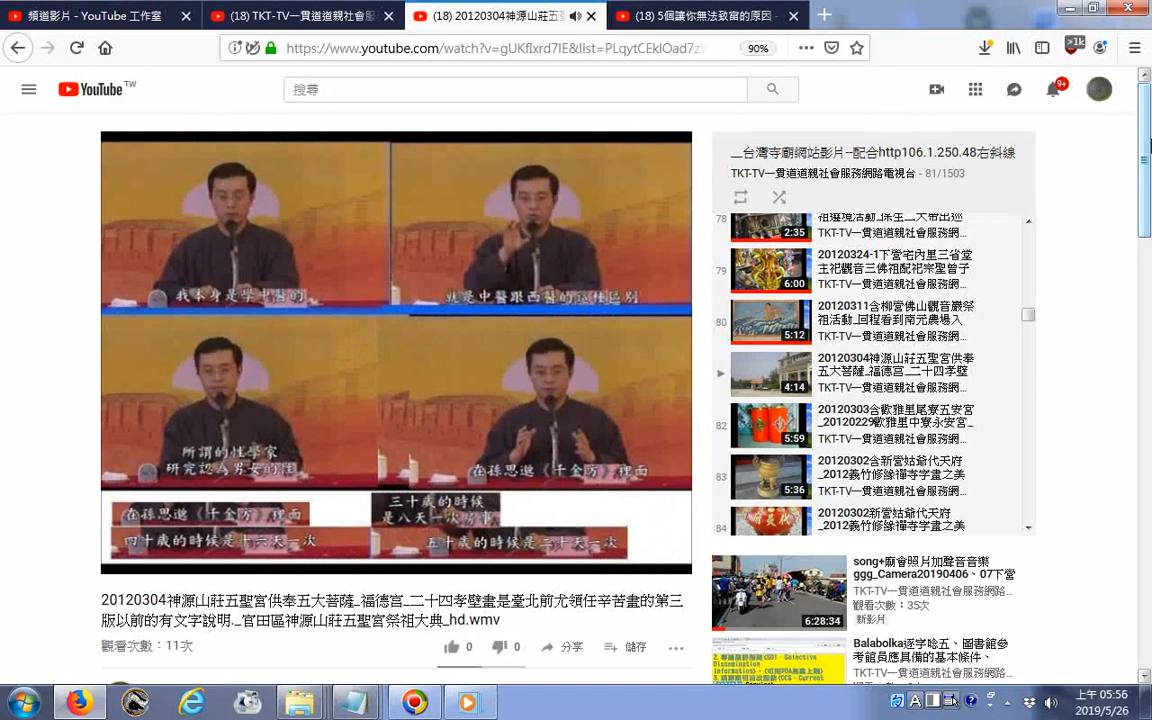 頻道影片 - YouTube 工作室
(18) TKT-TV一貫道道親社會服
(18) 20120304神源山莊五
(18) 5個讓你無法致富的原因 -
https://www.youtube.com/watch?v=gUKflxrd7IE&list=PLqytCEklOad7zV
90%
YouTube TW
搜尋
9+
我本身是學中醫的
就是中醫跟西醫的這種區別
所謂的性學家
研究認為男女的性
在孫思邈《千金方》裡面
在孫思邈《千金方》裡面
三十歲的時候
是八天一次房事
四十歲的時候是十六天一次
五十歲的時候是二十天一次
20120304神源山莊五聖宮供奉五大菩薩_福德宮_二十四孝壁畫是臺北前尤領任辛苦畫的第三
版以前的有文字說明._官田區神源山莊五聖宮祭祖大典_hd.wmv
觀看次數：11次
0
0
分享
儲存
__台灣寺廟網站影片--配合http106.1.250.48右斜線
TKT-TV一貫道道親社會服務網路電視台 - 81/1503
78
2:35
祖遶境活動_保生__大帝出巡
TKT-TV一貫道道親社會服務網...
79
6:00
20120324-1下營宅內里三省堂
主祀觀音三佛祖配祀宗聖曾子
TKT-TV一貫道道親社會服務網...
80
5:12
20120311含柳營佛山觀音巖祭
祖活動_回程看到南元農場入
TKT-TV一貫道道親社會服務網...
4:14
20120304神源山莊五聖宮供奉
五大菩薩_福德宮_二十四孝壁
TKT-TV一貫道道親社會服務網...
82
5:59
20120303含歡雅里尾寮五安宮
_20120229歡雅里中寮永安宮_
TKT-TV一貫道道親社會服務網...
83
5:36
20120302含新營姑爺代天府
_2012義竹修緣禪寺字畫之美
TKT-TV一貫道道親社會服務網...
84
20120302新營姑爺代天府
_2012義竹修緣禪寺字畫之美
6:28:34
song+廟會照片加聲音音樂
ggg_Camera20190406、07下營
TKT-TV一貫道道親社會服務網路...
觀看次數：35次
新影片
Balabolka逐字唸五、圖書館參
考館員應具備的基本條件、
TKT-TV一貫道道親社會服務網路...
上午 05:56
2019/5/26